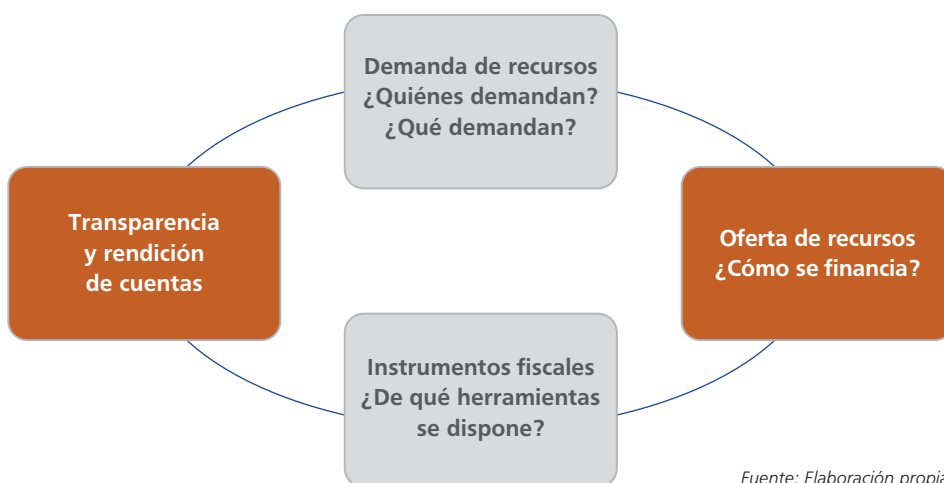 Demanda de recursos
¿Quiénes demandan?
¿Qué demandan?
Transparencia
y rendición
de cuentas
Oferta de recursos
¿Cómo se financia?
Instrumentos fiscales
¿De qué herramientas
se dispone?
Fuente: Elaboración propia